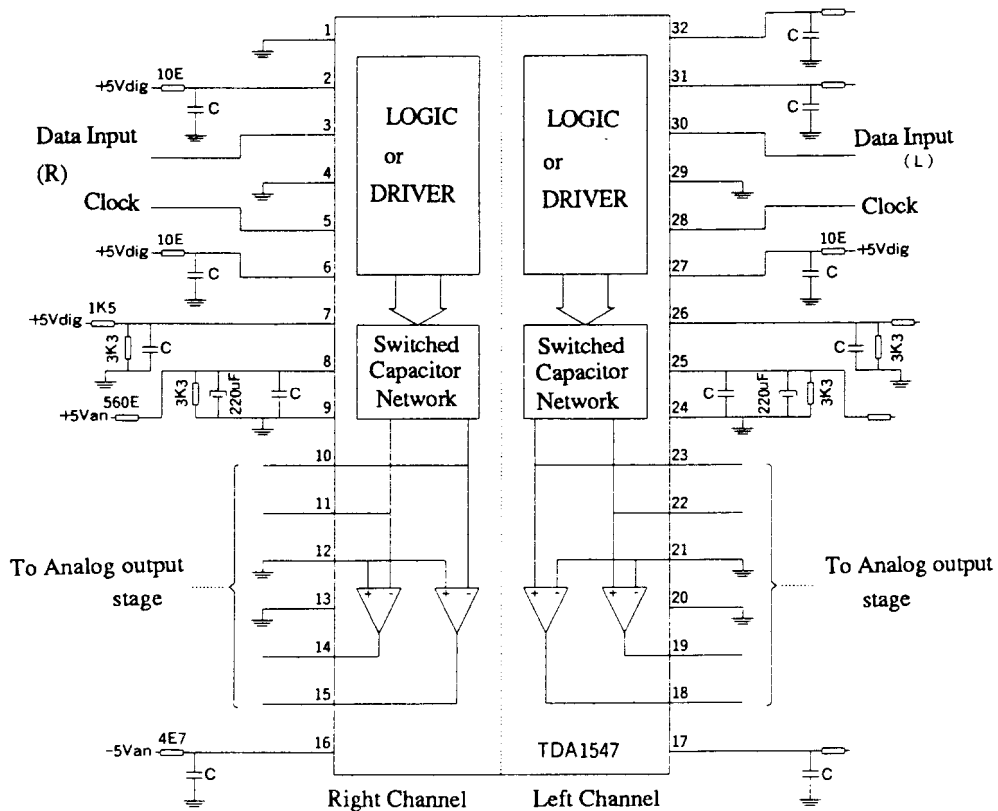 1
32
C
10E
+5Vdig
2
C
31
C
Data Input
(R)
3
30
Data Input
(L)
4
29
Clock
5
28
Clock
10E
+5Vdig
6
C
27
10E
+5Vdig
C
LOGIC
or
DRIVER
LOGIC
or
DRIVER
1K5
+5Vdig
7
3K3
C
26
C
3K3
8
3K3
220uF
C
25
C
220uF
3K3
560E
+5Van
9
24
Switched
Capacitor
Network
Switched
Capacitor
Network
10
23
11
22
12
21
To Analog output
stage
To Analog output
stage
+ -
+ -
+ -
+ -
13
20
14
19
15
18
4E7
-5Van
16
C
TDA1547
17
C
Right Channel
Left Channel